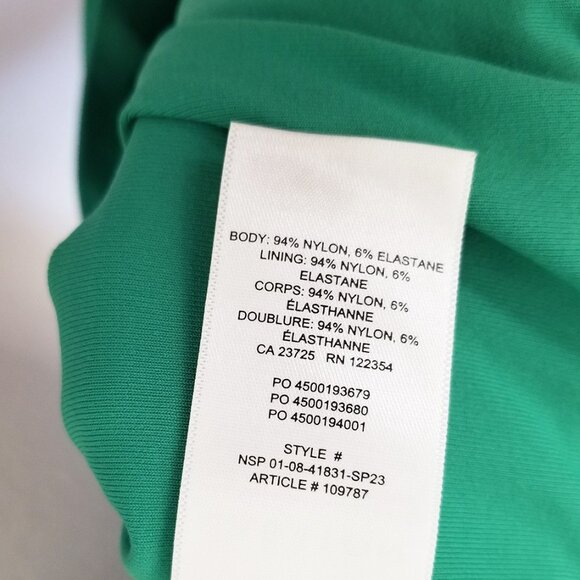 BODY: 94% NYLON, 6% ELASTANE
LINING: 94% NYLON, 6%
ELASTANE
CORPS: 94% NYLON, 6%
ÉLASTHANNE
DOUBLURE: 94% NYLON, 6%
ÉLASTHANNE
CA 23725 RN 122354
PO 4500193679
PO 4500193680
PO 4500194001
STYLE #
NSP 01-08-41831-SP23
ARTICLE # 109787